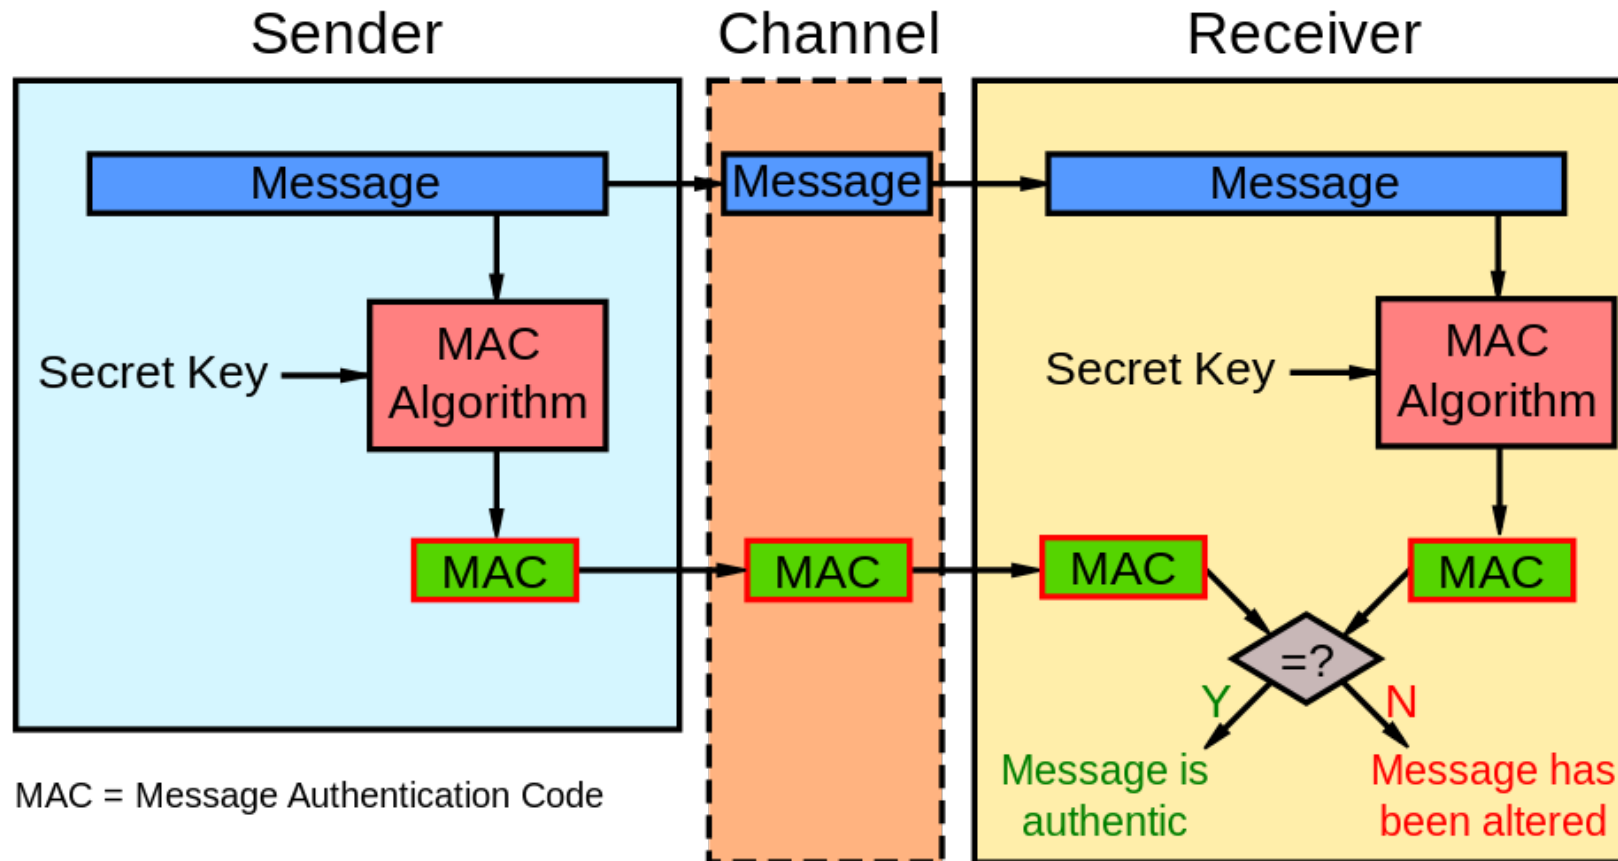 Sender
Channel
Receiver
Message
Message
Message
MAC
Algorithm
Secret Key
MAC
Algorithm
Secret Key
MAC
MAC
MAC
MAC
=?
Y
N
Message is
authentic
Message has
been altered
MAC = Message Authentication Code